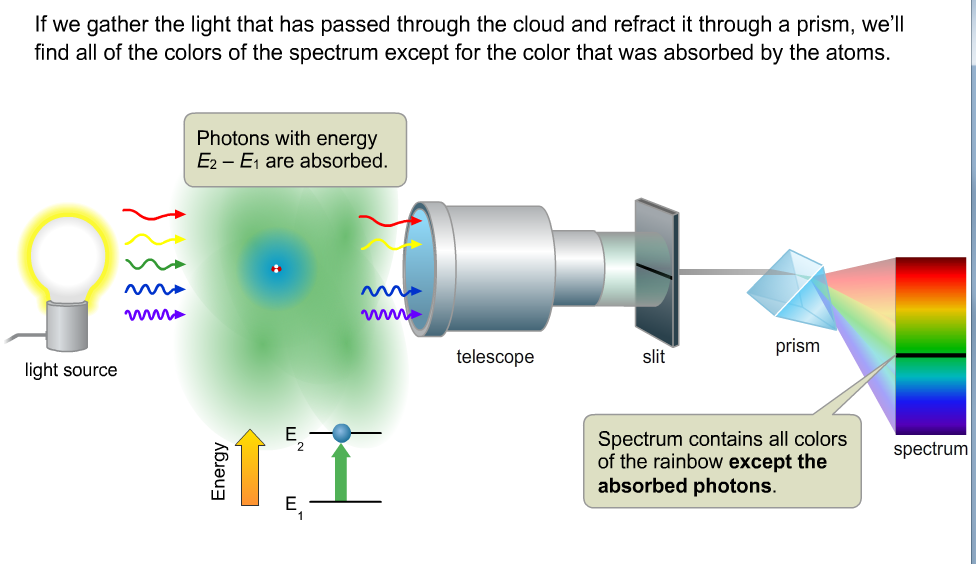 If we gather the light that has passed through the cloud and refract it through a prism, we'll
find all of the colors of the spectrum except for the color that was absorbed by the atoms.
Photons with energy
E₂ – E₁ are absorbed.
light source
telescope
slit
prism
spectrum
Energy
E₂
E₁
Spectrum contains all colors
of the rainbow except the
absorbed photons.